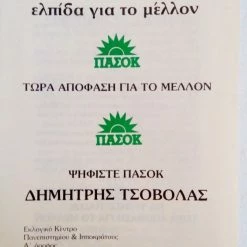 ελπίδα για το μέλλον
ΠΑΣΟΚ
ΤΩΡΑ ΑΠΟΦΑΣΗ ΓΙΑ ΤΟ ΜΕΛΛΟΝ
ΠΑΣΟΚ
ΨΗΦΙΣΤΕ ΠΑΣΟΚ
ΔΗΜΗΤΡΗΣ ΤΣΟΒΟΛΑΣ
Εκλογικό Κέντρο
Πανεπιστημίου & Ιπποκράτους
Α΄ όροφος